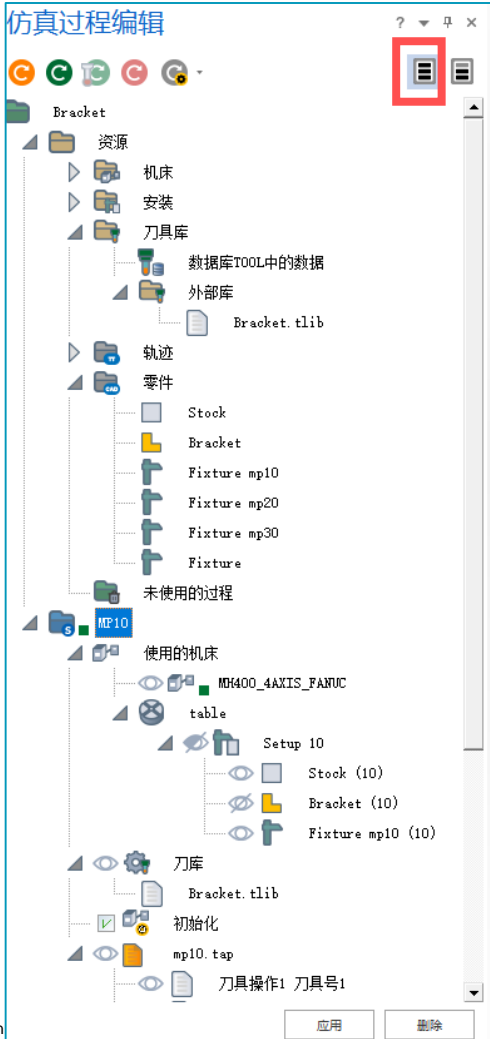 仿真过程编辑
Bracket
资源
机床
安装
刀具库
数据库TOOL中的数据
外部库
Bracket.tlib
轨迹
零件
Stock
Bracket
Fixture mp10
Fixture mp20
Fixture mp30
Fixture
未使用的过程
MP10
使用的机床
MH400_4AXIS_FANUC
table
Setup 10
Stock (10)
Bracket (10)
Fixture mp10 (10)
刀库
Bracket.tlib
初始化
mp10.tap
刀具操作1 刀具号1
应用 删除